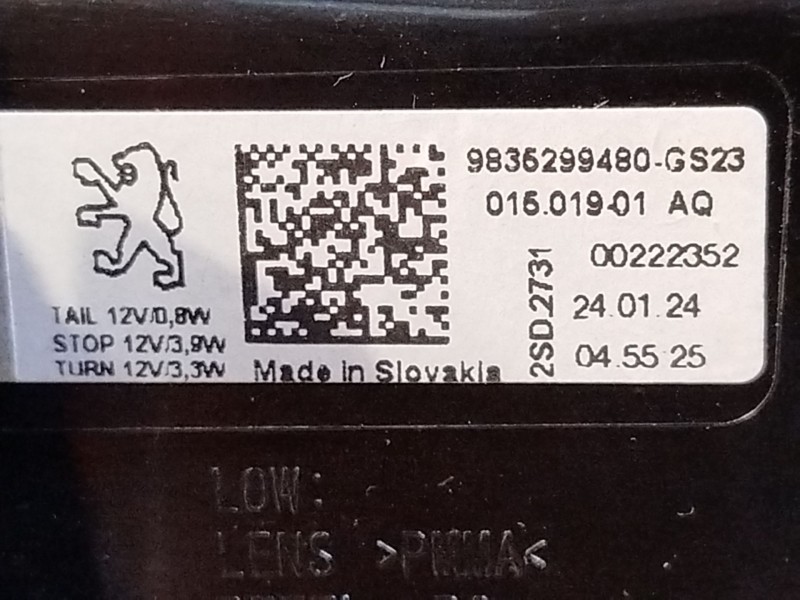 9836299480-GS23
015.019-01 AQ
2SD.2731
00222352
24.01.24
04.55 25
TAIL 12V/0,8W
STOP 12V/3,9W
TURN 12V/3,3W
Made in Slovakia
LOW:
LENS >PMMA<